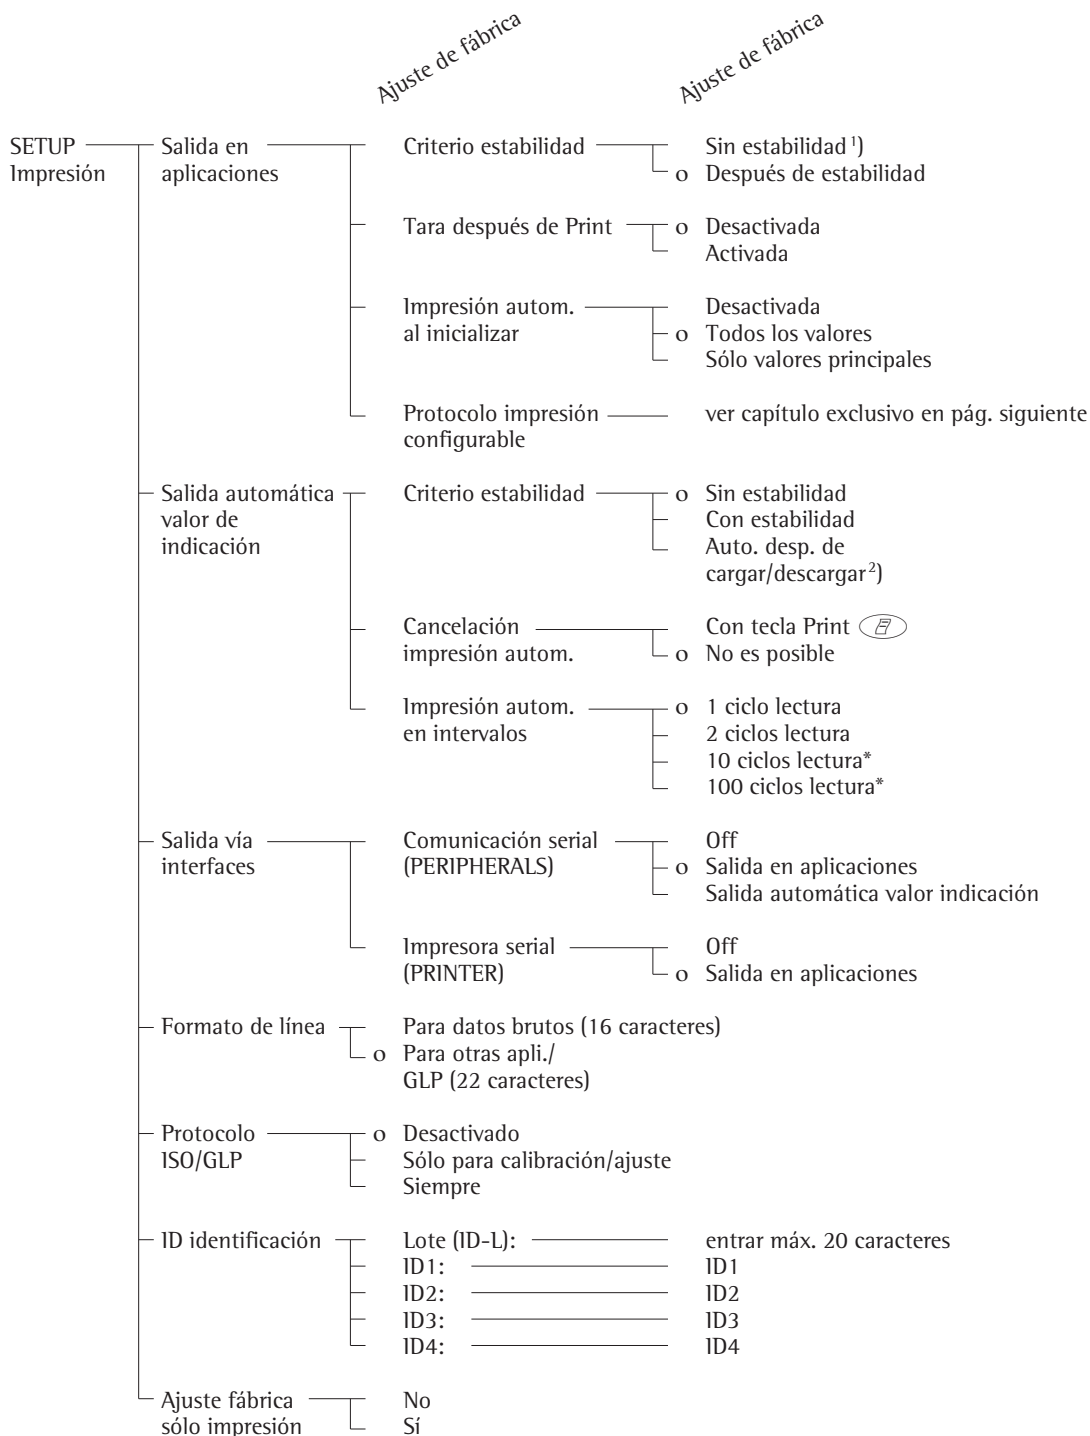 Ajuste de fábrica
Ajuste de fábrica
SETUP
Impresión
Salida en
aplicaciones
Criterio estabilidad
Sin estabilidad ¹)
o Después de estabilidad
Tara después de Print
o Desactivada
Activada
Impresión autom.
al inicializar
Desactivada
o Todos los valores
Sólo valores principales
Protocolo impresión
configurable
ver capítulo exclusivo en pág. siguiente
Salida automática
valor de
indicación
Criterio estabilidad
o Sin estabilidad
Con estabilidad
Auto. desp. de
cargar/descargar ²)
Cancelación
impresión autom.
Con tecla Print
o No es posible
Impresión autom.
en intervalos
o 1 ciclo lectura
2 ciclos lectura
10 ciclos lectura*
100 ciclos lectura*
Salida vía
interfaces
Comunicación serial
(PERIPHERALS)
Off
o Salida en aplicaciones
Salida automática valor indicación
Impresora serial
(PRINTER)
Off
o Salida en aplicaciones
Formato de línea
Para datos brutos (16 caracteres)
o Para otras apli./
GLP (22 caracteres)
Protocolo
ISO/GLP
o Desactivado
Sólo para calibración/ajuste
Siempre
ID identificación
Lote (ID-L):
entrar máx. 20 caracteres
ID1:
ID1
ID2:
ID2
ID3:
ID3
ID4:
ID4
Ajuste fábrica
sólo impresión
No
Sí